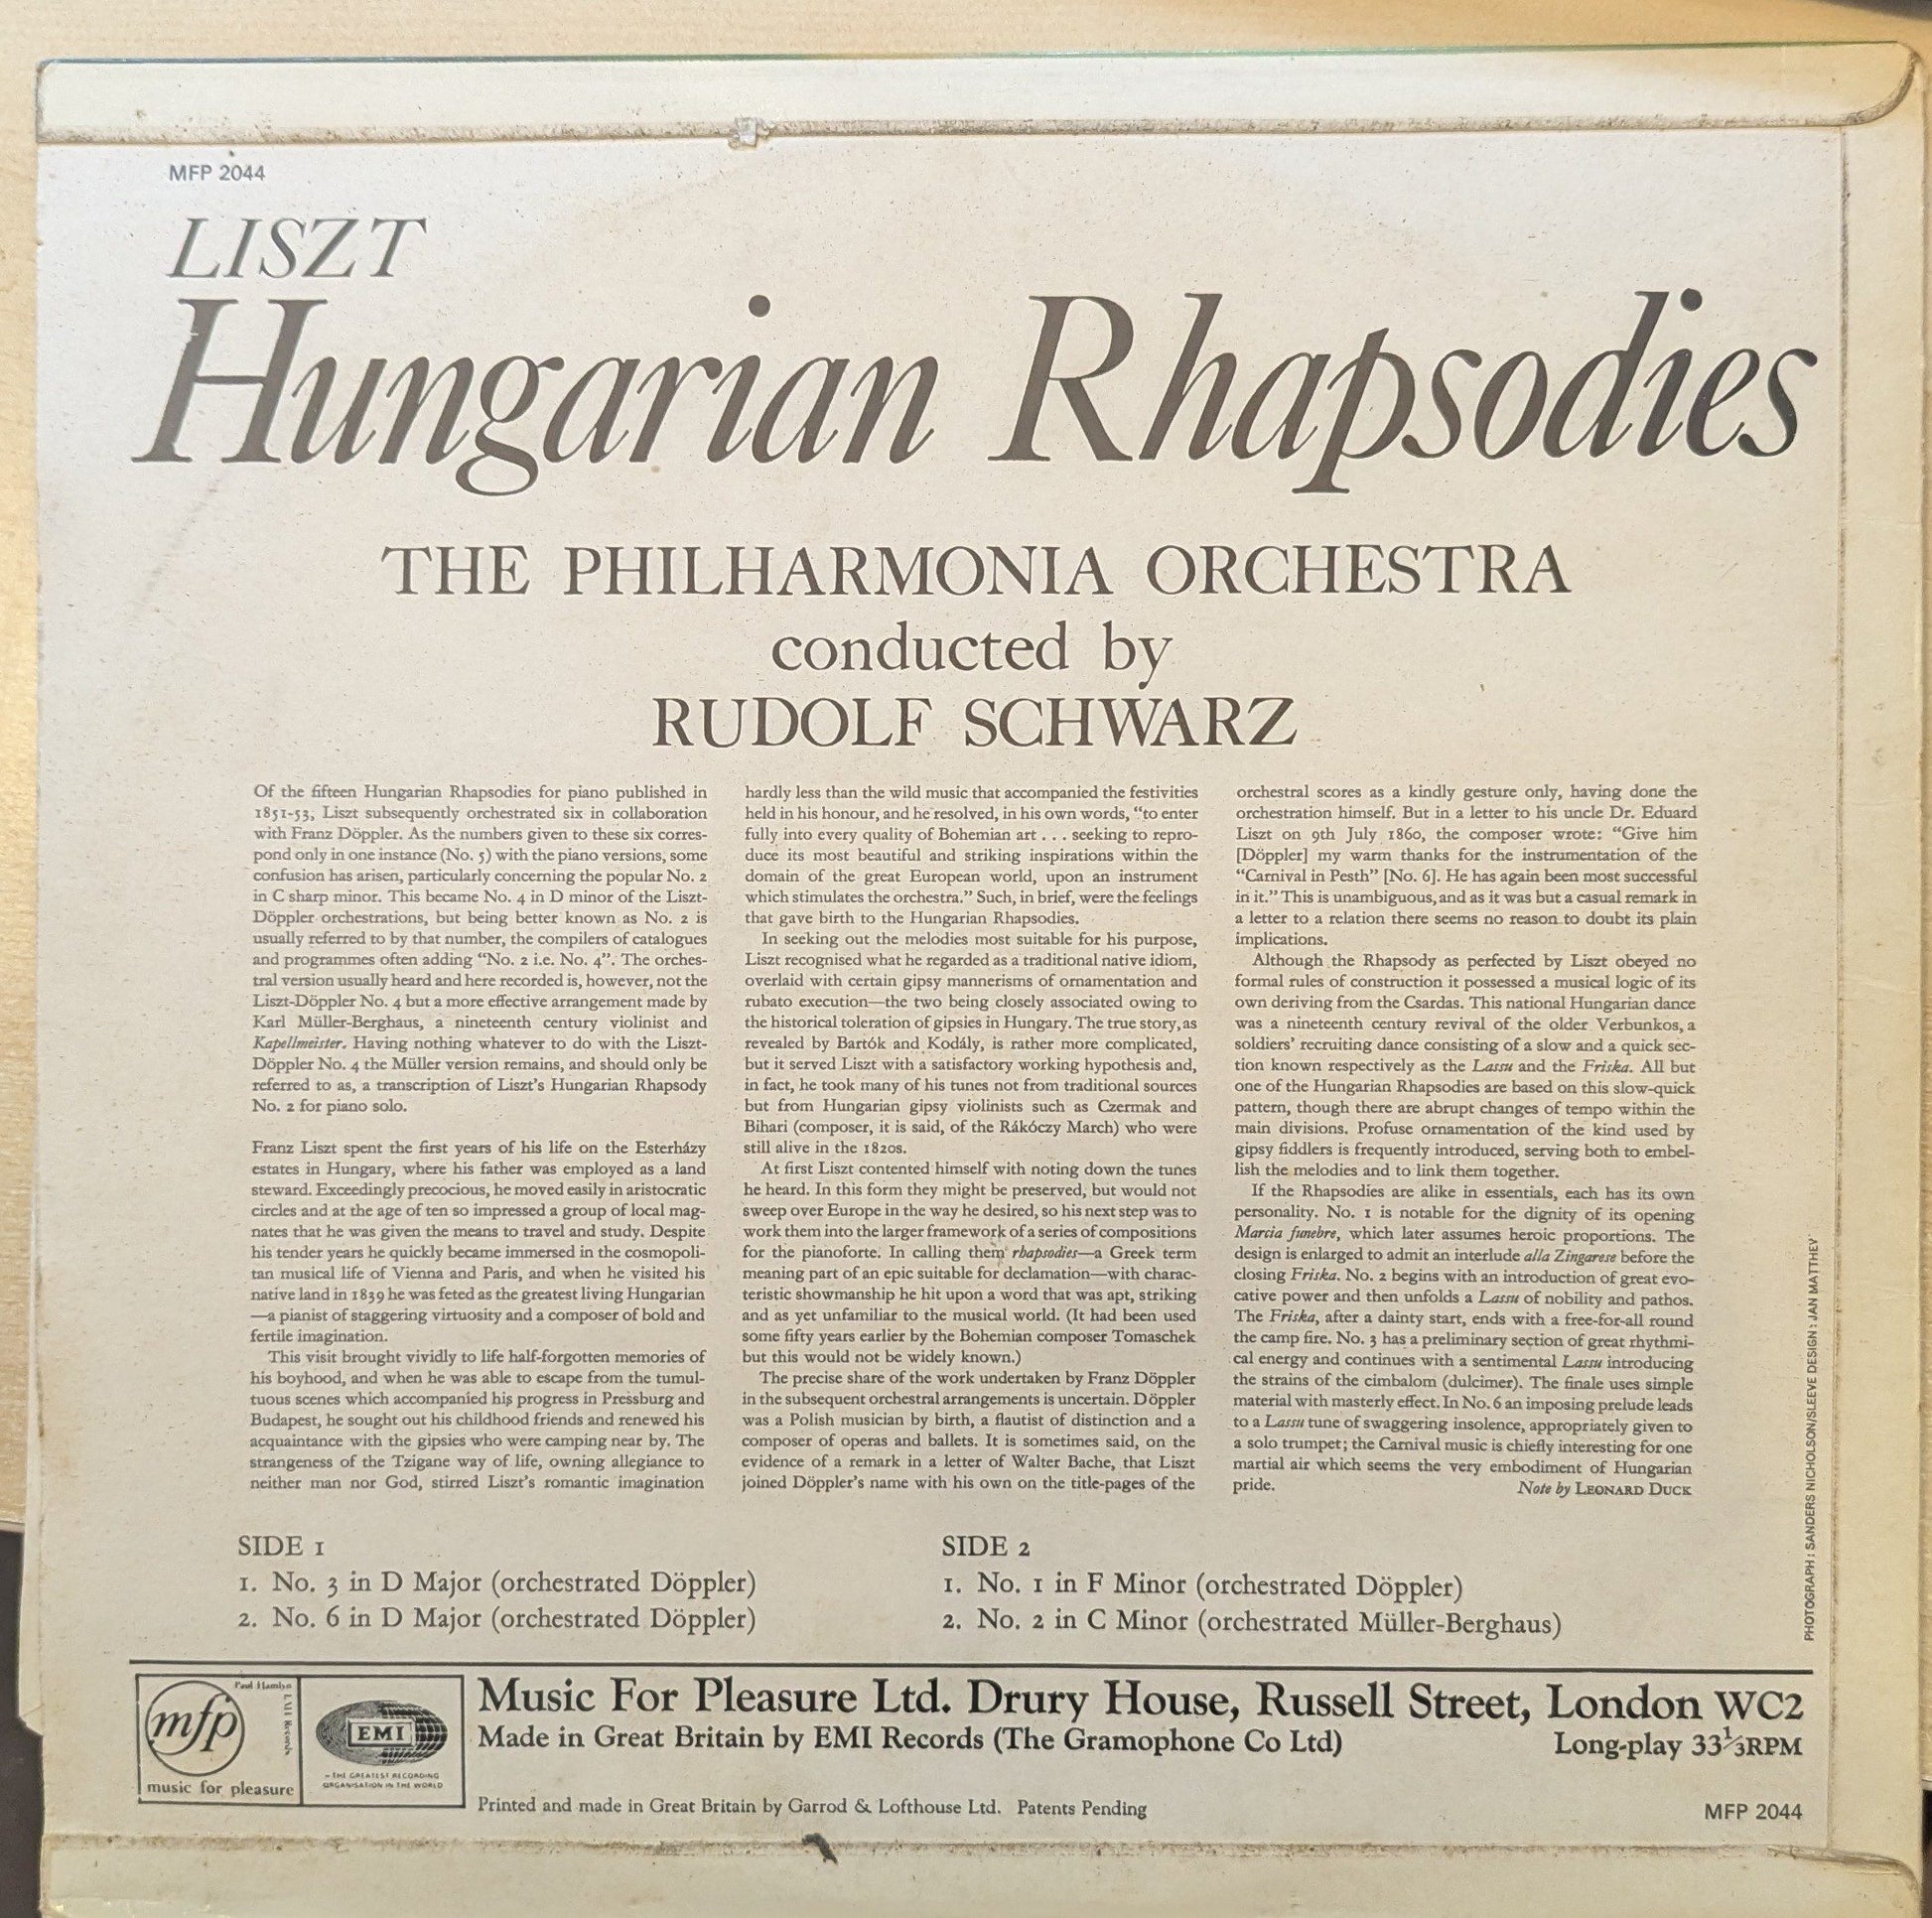 MFP 2044
LISZT
Hungarian Rhapsodies
THE PHILHARMONIA ORCHESTRA
conducted by
RUDOLF SCHWARZ
Of the fifteen Hungarian Rhapsodies for piano published in
1851-53, Liszt subsequently orchestrated six in collaboration
with Franz Döppler. As the numbers given to these six corres-
pond only in one instance (No. 5) with the piano versions, some
confusion has arisen, particularly concerning the popular No. 2
in C sharp minor. This became No. 4 in D minor of the Liszt-
Döppler orchestrations, but being better known as No. 2 is
usually referred to by that number, the compilers of catalogues
and programmes often adding “No. 2 i.e. No. 4”. The orches-
tral version usually heard and here recorded is, however, not the
Liszt-Döppler No. 4 but a more effective arrangement made by
Karl Müller-Berghaus, a nineteenth century violinist and
Kapellmeister. Having nothing whatever to do with the Liszt-
Döppler No. 4 the Müller version remains, and should only be
referred to as, a transcription of Liszt’s Hungarian Rhapsody
No. 2 for piano solo.
Franz Liszt spent the first years of his life on the Esterházy
estates in Hungary, where his father was employed as a land
steward. Exceedingly precocious, he moved easily in aristocratic
circles and at the age of ten so impressed a group of local mag-
nates that he was given the means to travel and study. Despite
his tender years he quickly became immersed in the cosmopoli-
tan musical life of Vienna and Paris, and when he visited his
native land in 1839 he was feted as the greatest living Hungarian
—a pianist of staggering virtuosity and a composer of bold and
fertile imagination.
This visit brought vividly to life half-forgotten memories of
his boyhood, and when he was able to escape from the tumul-
tuous scenes which accompanied his progress in Pressburg and
Budapest, he sought out his childhood friends and renewed his
acquaintance with the gipsies who were camping near by. The
strangeness of the Tzigane way of life, owning allegiance to
neither man nor God, stirred Liszt’s romantic imagination
hardly less than the wild music that accompanied the festivities
held in his honour, and he resolved, in his own words, “to enter
fully into every quality of Bohemian art . . . seeking to repro-
duce its most beautiful and striking inspirations within the
domain of the great European world, upon an instrument
which stimulates the orchestra.” Such, in brief, were the feelings
that gave birth to the Hungarian Rhapsodies.
In seeking out the melodies most suitable for his purpose,
Liszt recognised what he regarded as a traditional native idiom,
overlaid with certain gipsy mannerisms of ornamentation and
rubato execution—the two being closely associated owing to
the historical toleration of gipsies in Hungary. The true story, as
revealed by Bartók and Kodály, is rather more complicated,
but it served Liszt with a satisfactory working hypothesis and,
in fact, he took many of his tunes not from traditional sources
but from Hungarian gipsy violinists such as Czermak and
Bihari (composer, it is said, of the Rákóczy March) who were
still alive in the 1820s.
At first Liszt contented himself with noting down the tunes
he heard. In this form they might be preserved, but would not
sweep over Europe in the way he desired, so his next step was to
work them into the larger framework of a series of compositions
for the pianoforte. In calling them rhapsodies—a Greek term
meaning part of an epic suitable for declamation—with charac-
teristic showmanship he hit upon a word that was apt, striking
and as yet unfamiliar to the musical world. (It had been used
some fifty years earlier by the Bohemian composer Tomaschek
but this would not be widely known.)
The precise share of the work undertaken by Franz Döppler
in the subsequent orchestral arrangements is uncertain. Döppler
was a Polish musician by birth, a flautist of distinction and a
composer of operas and ballets. It is sometimes said, on the
evidence of a remark in a letter of Walter Bache, that Liszt
joined Döppler’s name with his own on the title-pages of the
orchestral scores as a kindly gesture only, having done the
orchestration himself. But in a letter to his uncle Dr. Eduard
Liszt on 9th July 1860, the composer wrote: “Give him
[Döppler] my warm thanks for the instrumentation of the
“Carnival in Pesth” [No. 6]. He has again been most successful
in it.” This is unambiguous, and as it was but a casual remark in
a letter to a relation there seems no reason to doubt its plain
implications.
Although the Rhapsody as perfected by Liszt obeyed no
formal rules of construction it possessed a musical logic of its
own deriving from the Csardas. This national Hungarian dance
was a nineteenth century revival of the older Verbunkos, a
soldiers’ recruiting dance consisting of a slow and a quick sec-
tion known respectively as the Lassu and the Friska. All but
one of the Hungarian Rhapsodies are based on this slow-quick
pattern, though there are abrupt changes of tempo within the
main divisions. Profuse ornamentation of the kind used by
gipsy fiddlers is frequently introduced, serving both to embel-
lish the melodies and to link them together.
If the Rhapsodies are alike in essentials, each has its own
personality. No. 1 is notable for the dignity of its opening
Marcia funebre, which later assumes heroic proportions. The
design is enlarged to admit an interlude alla Zingarese before the
closing Friska. No. 2 begins with an introduction of great evo-
cative power and then unfolds a Lassu of nobility and pathos.
The Friska, after a dainty start, ends with a free-for-all round
the camp fire. No. 3 has a preliminary section of great rhythmi-
cal energy and continues with a sentimental Lassu introducing
the strains of the cimbalom (dulcimer). The finale uses simple
material with masterly effect. In No. 6 an imposing prelude leads
to a Lassu tune of swaggering insolence, appropriately given to
a solo trumpet; the Carnival music is chiefly interesting for one
martial air which seems the very embodiment of Hungarian
pride. Note by LEONARD DUCK
PHOTOGRAPH : SANDERS NICHOLSON/SLEEVE DESIGN : JAN MATTHEV
SIDE 1
1. No. 3 in D Major (orchestrated Döppler)
2. No. 6 in D Major (orchestrated Döppler)
SIDE 2
1. No. 1 in F Minor (orchestrated Döppler)
2. No. 2 in C Minor (orchestrated Müller-Berghaus)
mfp
Paul Hamlyn
EMI Records
music for pleasure
EMI
THE GREATEST RECORDING
ORGANISATION IN THE WORLD
Music For Pleasure Ltd. Drury House, Russell Street, London WC2
Made in Great Britain by EMI Records (The Gramophone Co Ltd) Long-play 33⅓RPM
Printed and made in Great Britain by Garrod & Lofthouse Ltd. Patents Pending
MFP 2044